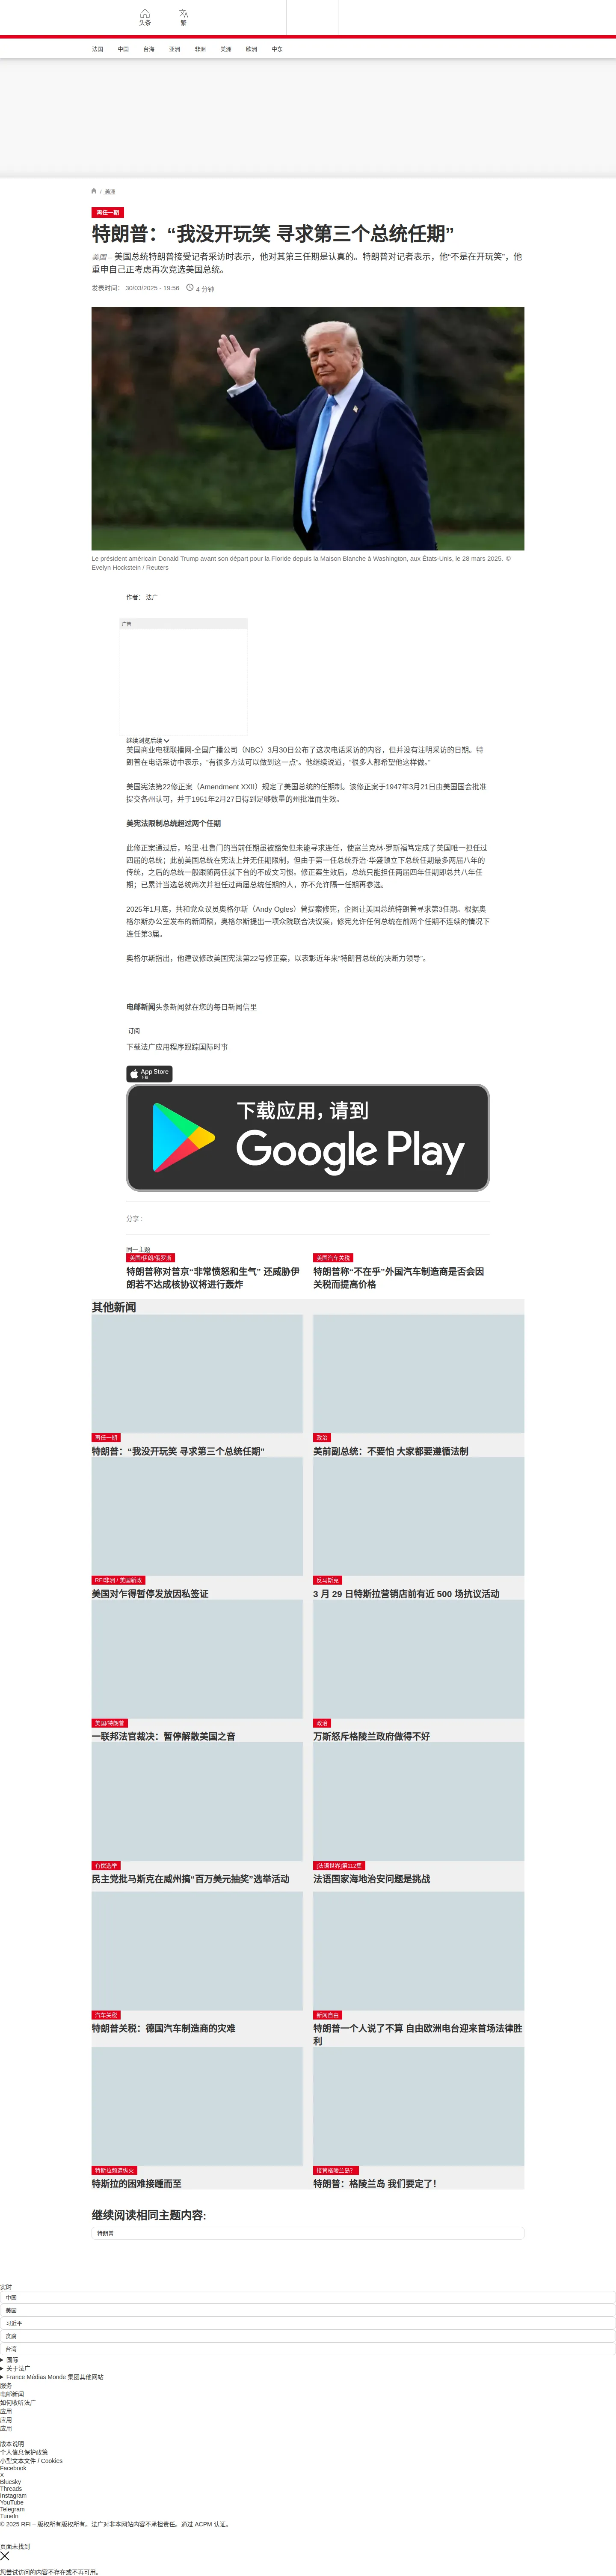 头条
繁
法国
中国
台海
亚洲
非洲
美洲
欧洲
中东
/ 美洲
再任一期
特朗普：“我没开玩笑 寻求第三个总统任期”
美国 – 美国总统特朗普接受记者采访时表示，他对其第三任期是认真的。特朗普对记者表示，他“不是在开玩笑”，他
重申自己正考虑再次竞选美国总统。
发表时间： 30/03/2025 - 19:56
4 分钟
Le président américain Donald Trump avant son départ pour la Floride depuis la Maison Blanche à Washington, aux États-Unis, le 28 mars 2025. ©
Evelyn Hockstein / Reuters
作者： 法广
广告
继续浏览后续
美国商业电视联播网-全国广播公司（NBC）3月30日公布了这次电话采访的内容，但并没有注明采访的日期。特
朗普在电话采访中表示，“有很多方法可以做到这一点”。他继续说道，“很多人都希望他这样做。”
美国宪法第22修正案（Amendment XXII）规定了美国总统的任期制。该修正案于1947年3月21日由美国国会批准
提交各州认可，并于1951年2月27日得到足够数量的州批准而生效。
美宪法限制总统超过两个任期
此修正案通过后，哈里·杜鲁门的当前任期虽被豁免但未能寻求连任，使富兰克林·罗斯福笃定成了美国唯一担任过
四届的总统；此前美国总统在宪法上并无任期限制，但由于第一任总统乔治·华盛顿立下总统任期最多两届八年的
传统，之后的总统一般跟随两任就下台的不成文习惯。修正案生效后，总统只能担任两届四年任期即总共八年任
期；已累计当选总统两次并担任过两届总统任期的人，亦不允许隔一任期再参选。
2025年1月底，共和党众议员奥格尔斯（Andy Ogles）曾提案修宪，企图让美国总统特朗普寻求第3任期。根据奥
格尔斯办公室发布的新闻稿，奥格尔斯提出一项众院联合决议案，修宪允许任何总统在前两个任期不连续的情况下
连任第3届。
奥格尔斯指出，他建议修改美国宪法第22号修正案，以表彰近年来“特朗普总统的决断力领导”。
电邮新闻头条新闻就在您的每日新闻信里
订阅
下载法广应用程序跟踪国际时事
App Store
下载
下载应用，请到
Google Play
分享 :
同一主题
美国/伊朗/俄罗斯
特朗普称对普京“非常愤怒和生气” 还威胁伊
朗若不达成核协议将进行轰炸
美国汽车关税
特朗普称“不在乎”外国汽车制造商是否会因
关税而提高价格
其他新闻
再任一期
特朗普：“我没开玩笑 寻求第三个总统任期”
政治
美前副总统：不要怕 大家都要遵循法制
RFI非洲 / 美国新政
美国对乍得暂停发放因私签证
反马斯克
3 月 29 日特斯拉营销店前有近 500 场抗议活动
美国/特朗普
一联邦法官裁决：暂停解散美国之音
政治
万斯怒斥格陵兰政府做得不好
有偿选举
民主党批马斯克在威州搞“百万美元抽奖”选举活动
[法语世界]第112集
法语国家海地治安问题是挑战
汽车关税
特朗普关税：德国汽车制造商的灾难
新闻自由
特朗普一个人说了不算 自由欧洲电台迎来首场法律胜
利
特斯拉频遭纵火
特斯拉的困难接踵而至
接管格陵兰岛？
特朗普：格陵兰岛 我们要定了！
继续阅读相同主题内容:
特朗普
实时
中国
美国
习近平
贪腐
台湾
国际
关于法广
France Médias Monde 集团其他网站
服务
电邮新闻
如何收听法广
应用
应用
应用
版本说明
个人信息保护政策
小型文本文件 / Cookies
Facebook
X
Bluesky
Threads
Instagram
YouTube
Telegram
TuneIn
© 2025 RFI – 版权所有版权所有。法广对非本网站内容不承担责任。通过 ACPM 认证。
页面未找到
您尝试访问的内容不存在或不再可用。